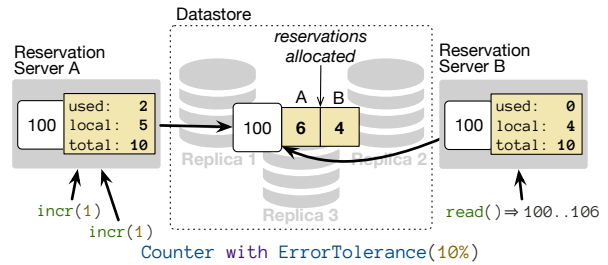 Datastore
Reservation
Server A
reservations
allocated
Reservation
Server B
100
used: 2
local: 5
total: 10
A B
100
6 4
100
used: 0
local: 4
total: 10
Replica 1
Replica 2
Replica 3
incr(1)
incr(1)
read()⇒100..106
Counter with ErrorTolerance(10%)